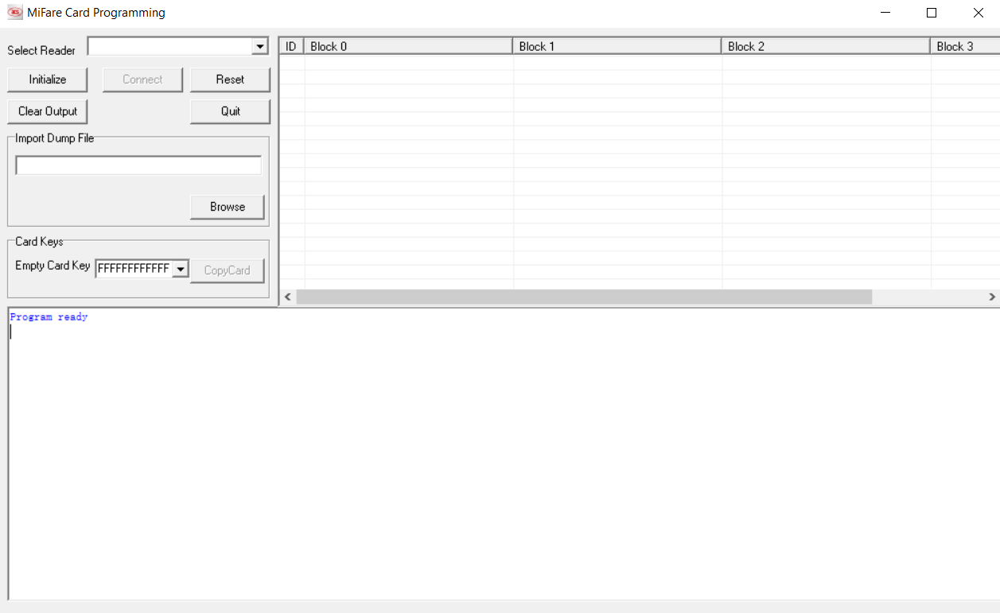 MiFare Card Programming
Select Reader
Initialize Connect Reset
Clear Output Quit
Import Dump File
Browse
Card Keys
Empty Card Key FFFFFFFFFFFF CopyCard
ID Block 0 Block 1 Block 2 Block 3
Program ready